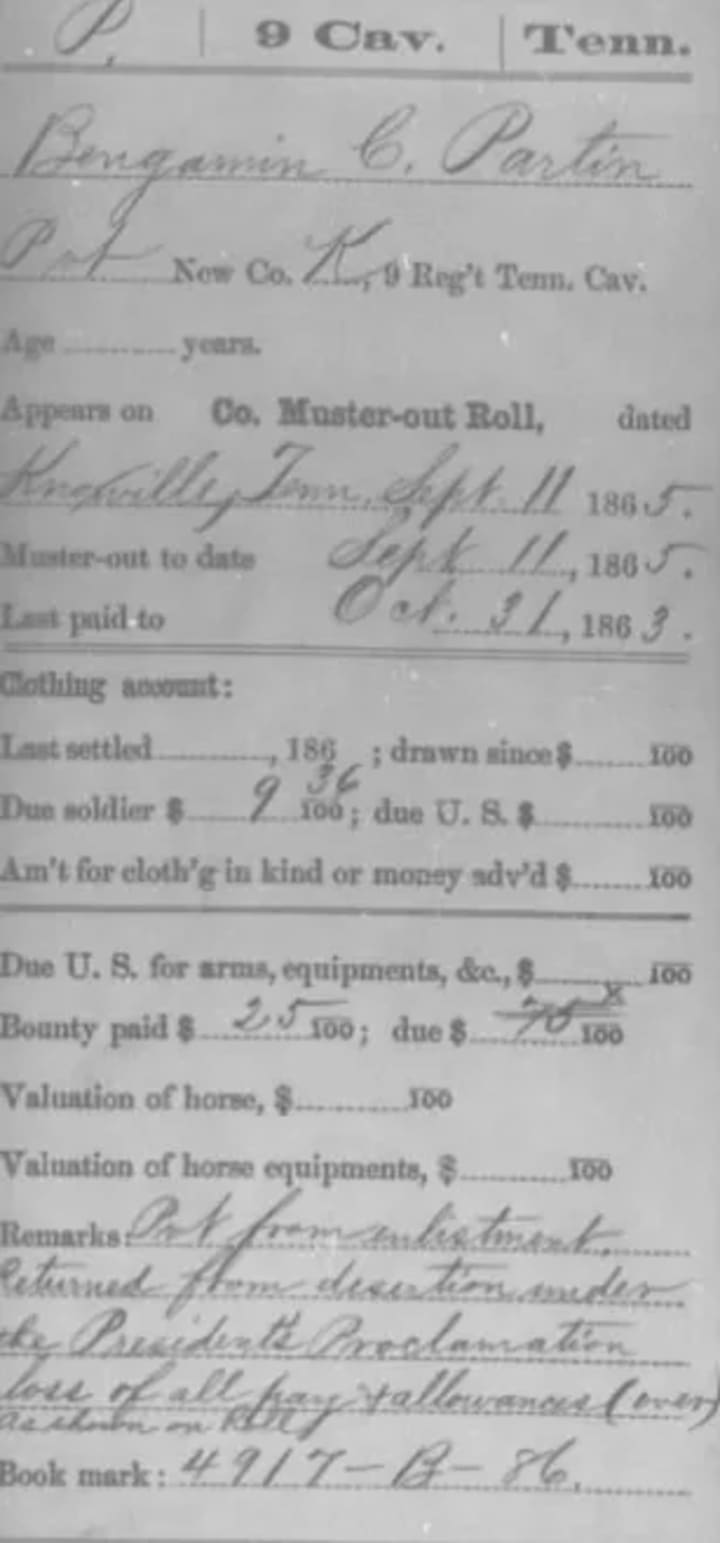 P. | 9 Cav. | Tenn.
Bengamin C. Partin
Pvt New Co. K, 9 Reg't Tenn. Cav.
Age ........ years.
Appears on Co. Muster-out Roll, dated
Knoxville, Tenn, Sept. 11 1865.
Muster-out to date Sept 11, 1865.
Last paid to Oct. 31, 1863.
Clothing account:
Last settled ........, 186 ; drawn since $ ........ 100
Due soldier $ 9 36/100; due U. S. $ ........ 100
Am't for cloth'g in kind or money adv'd $ ........ 100
Due U. S. for arms, equipments, &c., $ ........ 100
Bounty paid $ 25 100; due $ 75 x 100
Valuation of horse, $ ........ 100
Valuation of horse equipments, $ ........ 100
Remarks: Pvt from enlistment.
Returned from desertion under
the President's Proclamation
loss of all pay & allowances (over)
As shown on Roll
Book mark: 4917-B-86.